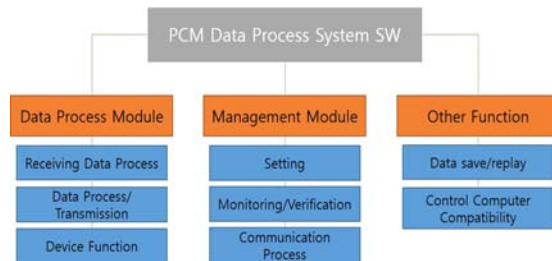 PCM Data Process System SW
Data Process Module
Receiving Data Process
Data Process/
Transmission
Device Function
Management Module
Setting
Monitoring/Verification
Communication
Process
Other Function
Data save/replay
Control Computer
Compatibility